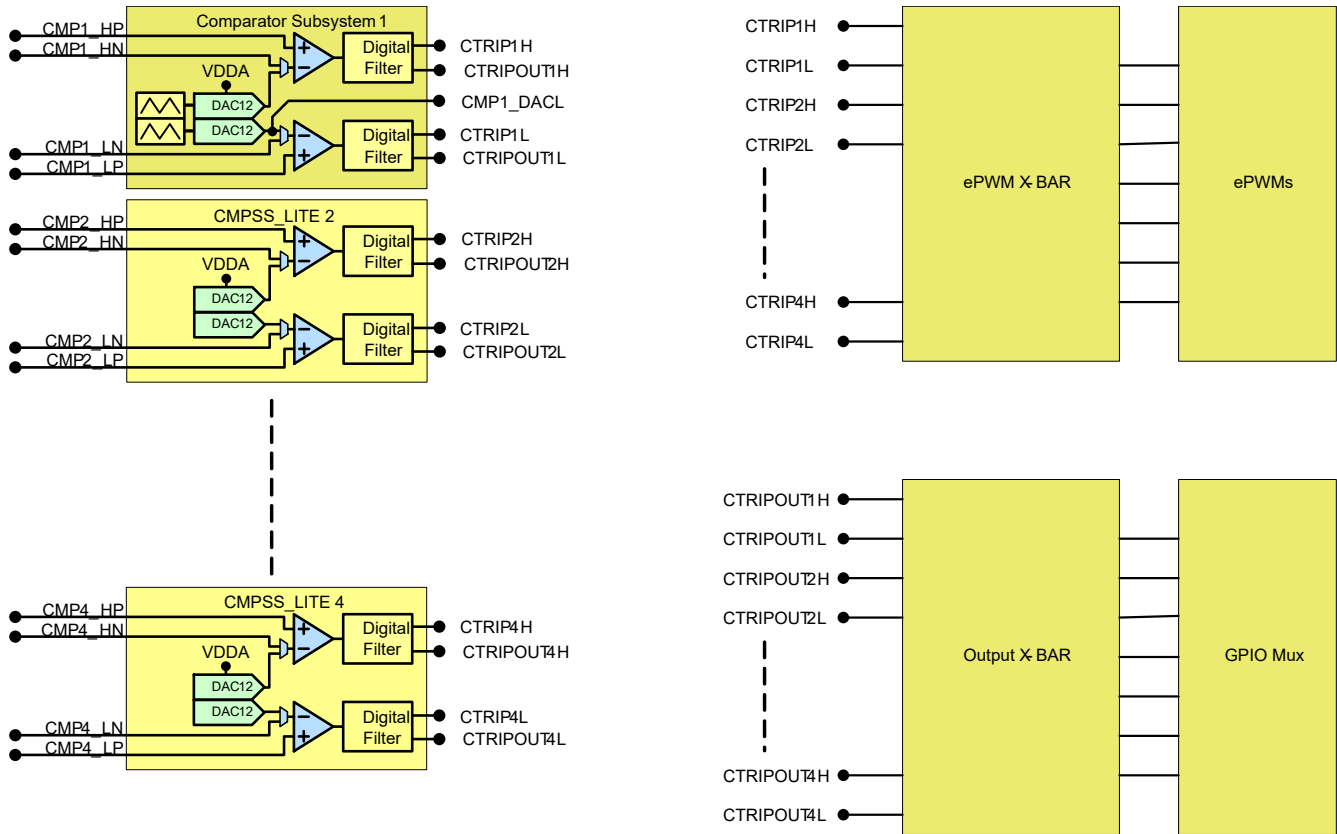 Comparator Subsystem 1
CMP1_HP
CMP1_HN
VDDA
DAC12
DAC12
CMP1_LN
CMP1_LP
Digital
Filter
Digital
Filter
CTRIP1H
CTRIPOUT1H
CMP1_DACL
CTRIP1L
CTRIPOUT1L
CMPSS_LITE 2
CMP2_HP
CMP2_HN
VDDA
DAC12
DAC12
CMP2_LN
CMP2_LP
Digital
Filter
Digital
Filter
CTRIP2H
CTRIPOUT2H
CTRIP2L
CTRIPOUT2L
CMPSS_LITE 4
CMP4_HP
CMP4_HN
VDDA
DAC12
DAC12
CMP4_LN
CMP4_LP
Digital
Filter
Digital
Filter
CTRIP4H
CTRIPOUT4H
CTRIP4L
CTRIPOUT4L
CTRIP1H
CTRIP1L
CTRIP2H
CTRIP2L
CTRIP4H
CTRIP4L
ePWM X-BAR
ePWMs
CTRIPOUT1H
CTRIPOUT1L
CTRIPOUT2H
CTRIPOUT2L
CTRIPOUT4H
CTRIPOUT4L
Output X-BAR
GPIO Mux